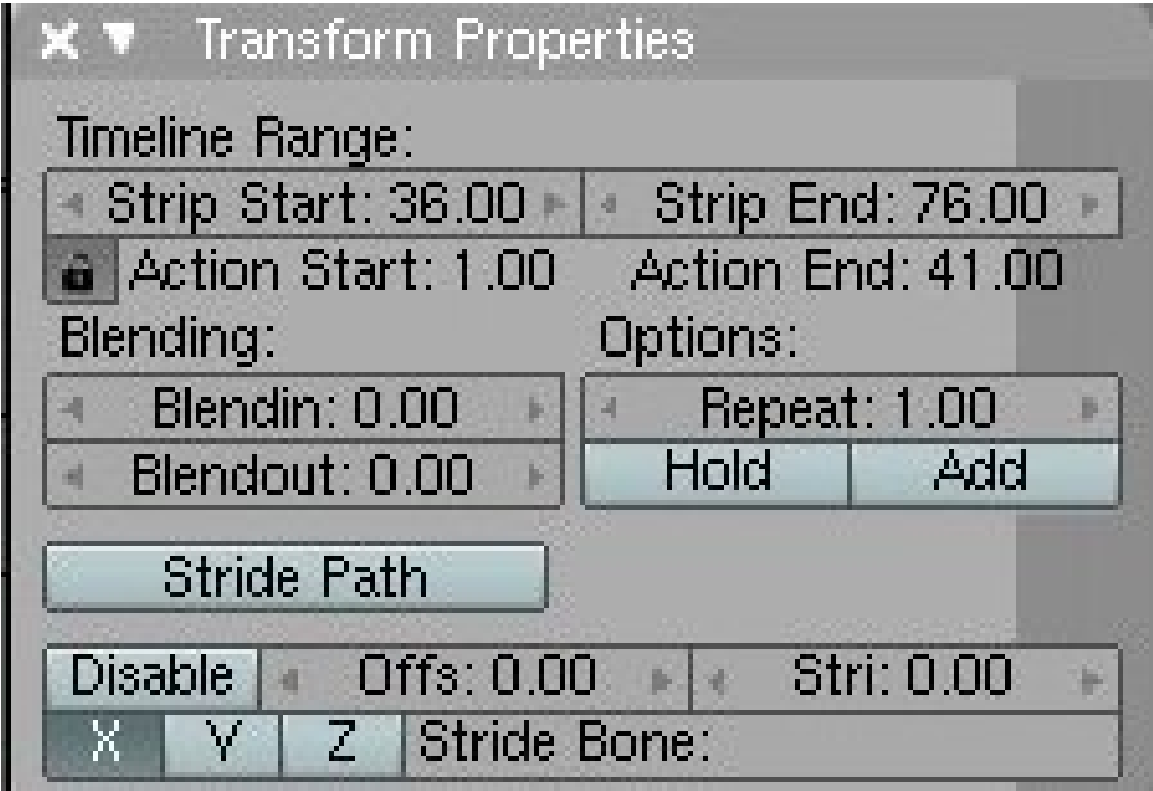 Transform Properties
Timeline Range:
Strip Start: 36.00 Strip End: 76.00
Action Start: 1.00 Action End: 41.00
Blending: Options:
Blendin: 0.00 Repeat: 1.00
Blendout: 0.00 Hold Add
Stride Path
Disable Offs: 0.00 Stri: 0.00
X Y Z Stride Bone: